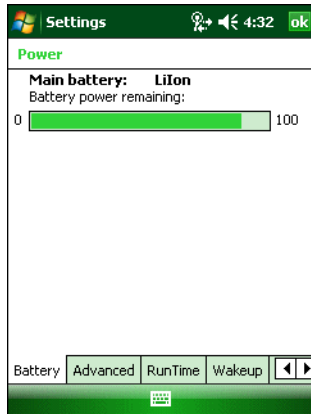 Settings 4:32 ok
Power
Main battery: LiIon
Battery power remaining:
0 100
Battery Advanced RunTime Wakeup